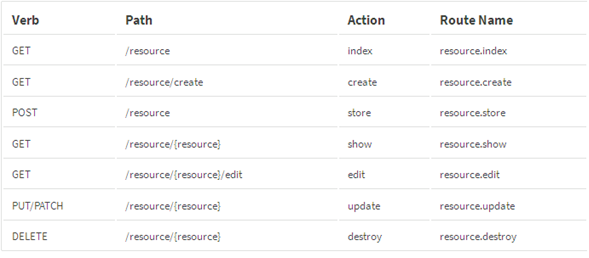 Verb Path Action Route Name
GET /resource index resource.index
GET /resource/create create resource.create
POST /resource store resource.store
GET /resource/{resource} show resource.show
GET /resource/{resource}/edit edit resource.edit
PUT/PATCH /resource/{resource} update resource.update
DELETE /resource/{resource} destroy resource.destroy